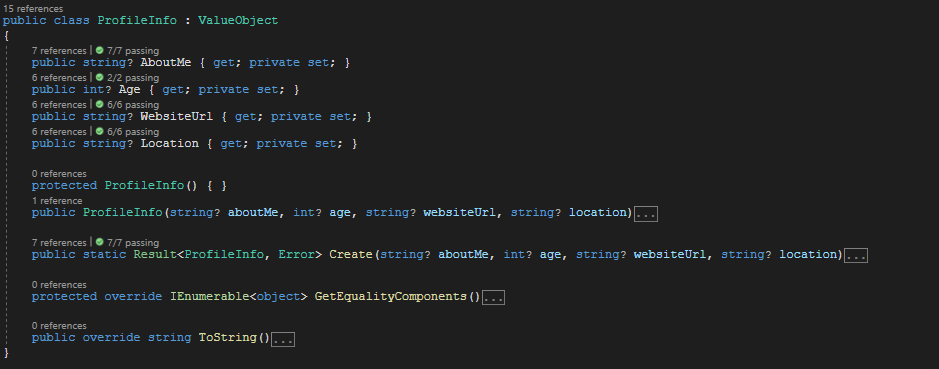 15 references
public class ProfileInfo : ValueObject
{
7 references | 7/7 passing
public string? AboutMe { get; private set; }
6 references | 2/2 passing
public int? Age { get; private set; }
6 references | 6/6 passing
public string? WebsiteUrl { get; private set; }
6 references | 6/6 passing
public string? Location { get; private set; }
0 references
protected ProfileInfo() { }
1 reference
public ProfileInfo(string? aboutMe, int? age, string? websiteUrl, string? location)...
7 references | 7/7 passing
public static Result<ProfileInfo, Error> Create(string? aboutMe, int? age, string? websiteUrl, string? location)...
0 references
protected override IEnumerable<object> GetEqualityComponents()...
0 references
public override string ToString()...
}